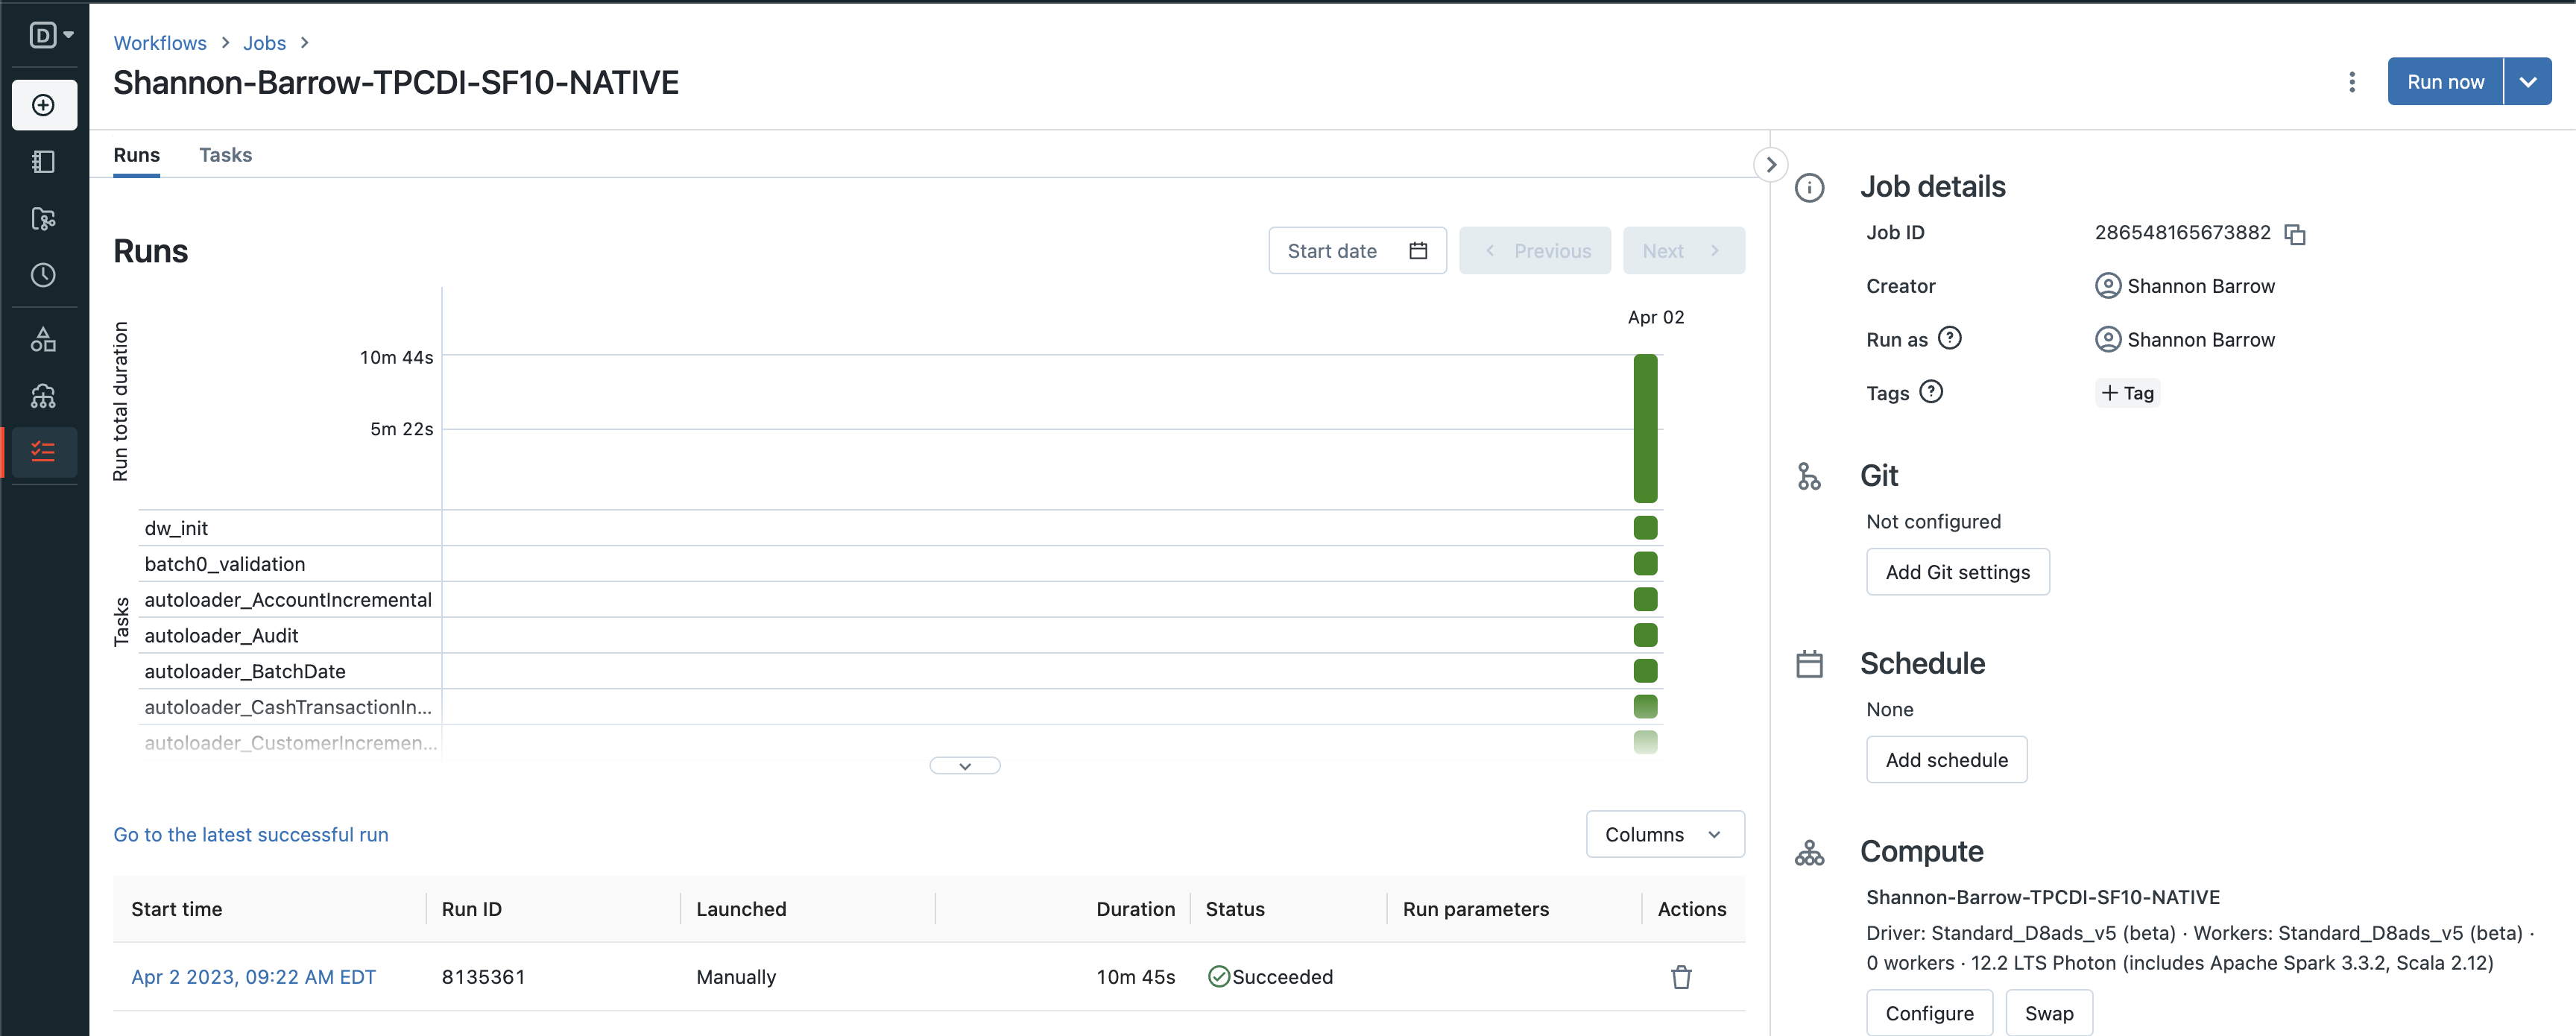 D
Workflows > Jobs >
Shannon-Barrow-TPCDI-SF10-NATIVE
Run now
Runs
Tasks
Runs
Start date
Previous
Next
Run total duration
Apr 02
10m 44s
5m 22s
Tasks
dw_init
batch0_validation
autoloader_AccountIncremental
autoloader_Audit
autoloader_BatchDate
autoloader_CashTransactionIn...
autoloader_CustomerIncremen...
Go to the latest successful run
Columns
Start time Run ID Launched Duration Status Run parameters Actions
Apr 2 2023, 09:22 AM EDT 8135361 Manually 10m 45s Succeeded
Job details
Job ID 286548165673882
Creator Shannon Barrow
Run as ? Shannon Barrow
Tags ? + Tag
Git
Not configured
Add Git settings
Schedule
None
Add schedule
Compute
Shannon-Barrow-TPCDI-SF10-NATIVE
Driver: Standard_D8ads_v5 (beta) · Workers: Standard_D8ads_v5 (beta) ·
0 workers · 12.2 LTS Photon (includes Apache Spark 3.3.2, Scala 2.12)
Configure
Swap